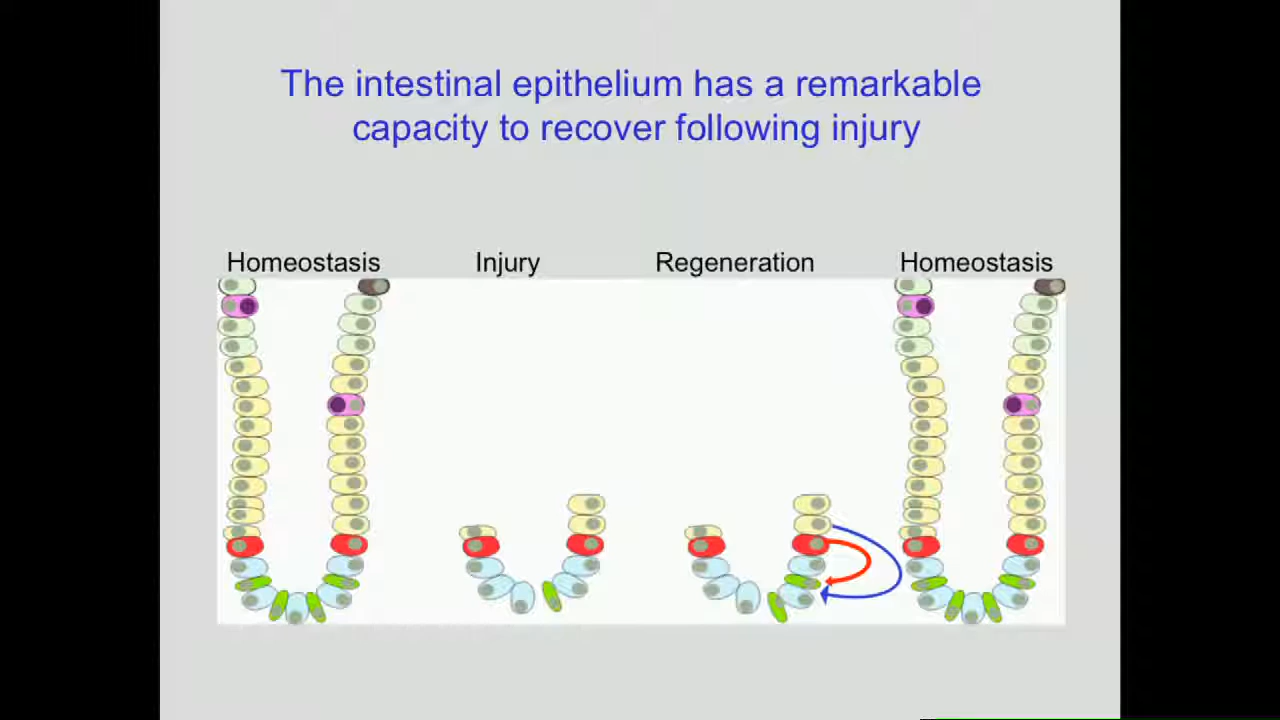 The intestinal epithelium has a remarkable
capacity to recover following injury
Homeostasis Injury Regeneration Homeostasis